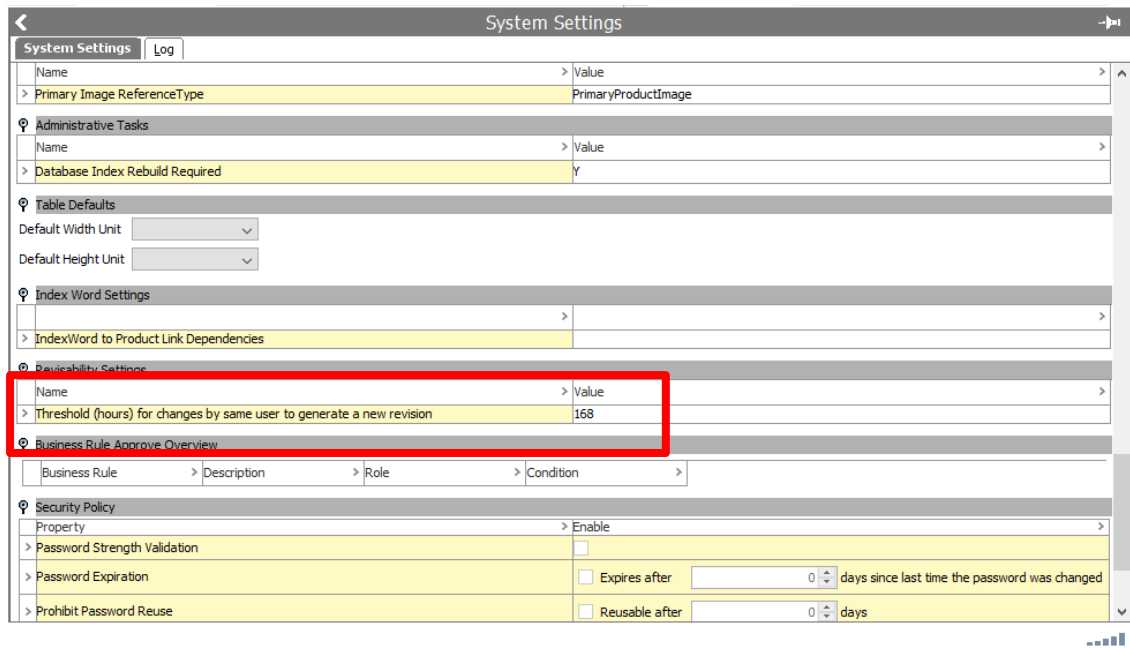 System Settings
System Settings Log
Name > Value >
> Primary Image ReferenceType PrimaryProductImage
Administrative Tasks
Name > Value >
> Database Index Rebuild Required Y
Table Defaults
Default Width Unit
Default Height Unit
Index Word Settings
> >
> IndexWord to Product Link Dependencies
Revisability Settings
Name > Value >
> Threshold (hours) for changes by same user to generate a new revision 168
Business Rule Approve Overview
Business Rule > Description > Role > Condition >
Security Policy
Property > Enable >
> Password Strength Validation
> Password Expiration Expires after 0 days since last time the password was changed
> Prohibit Password Reuse Reusable after 0 days